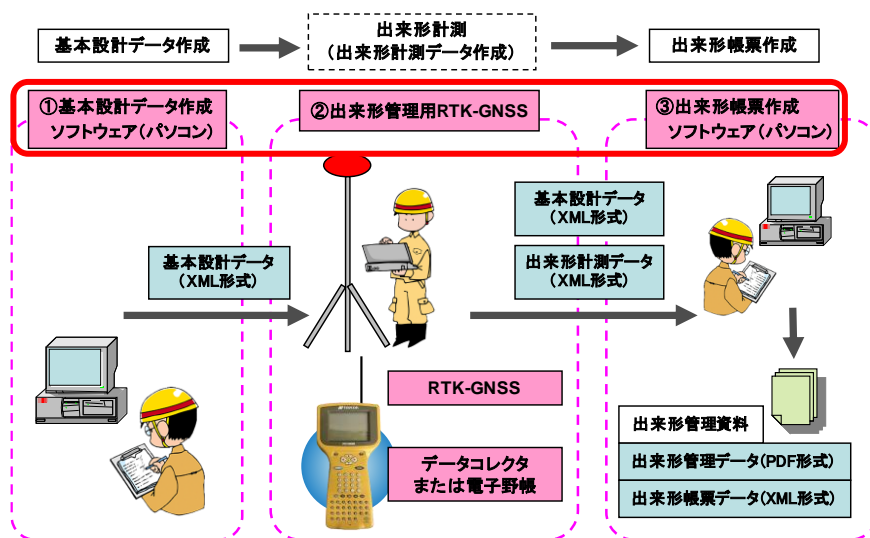 基本設計データ作成
出来形計測
(出来形計測データ作成)
出来形帳票作成
①基本設計データ作成
ソフトウェア(パソコン)
②出来形管理用RTK-GNSS
③出来形帳票作成
ソフトウェア(パソコン)
基本設計データ
(XML形式)
基本設計データ
(XML形式)
出来形計測データ
(XML形式)
RTK-GNSS
データコレクタ
または電子野帳
出来形管理資料
出来形管理データ(PDF形式)
出来形帳票データ(XML形式)